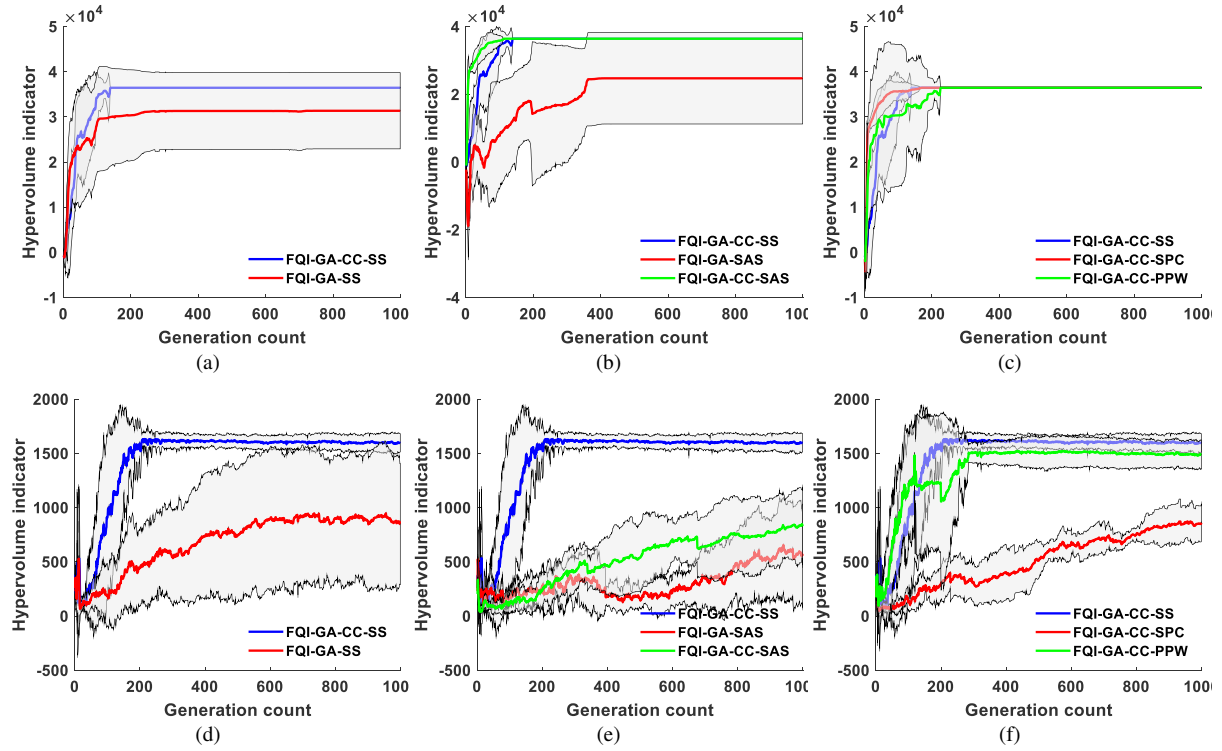 ×10⁴
5
4
3
2
1
0
-1
Hypervolume indicator
FQI-GA-CC-SS
FQI-GA-SS
0 200 400 600 800 1000
Generation count
(a)
×10⁴
4
2
0
-2
-4
Hypervolume indicator
FQI-GA-CC-SS
FQI-GA-SAS
FQI-GA-CC-SAS
0 200 400 600 800 100
Generation count
(b)
×10⁴
5
4
3
2
1
0
-1
Hypervolume indicator
FQI-GA-CC-SS
FQI-GA-CC-SPC
FQI-GA-CC-PPW
0 200 400 600 800 1000
Generation count
(c)
2000
1500
1000
500
0
-500
Hypervolume indicator
FQI-GA-CC-SS
FQI-GA-SS
0 200 400 600 800 100
Generation count
(d)
2000
1500
1000
500
0
-500
Hypervolume indicator
FQI-GA-CC-SS
FQI-GA-SAS
FQI-GA-CC-SAS
0 200 400 600 800 100
Generation count
(e)
2000
1500
1000
500
0
-500
Hypervolume indicator
FQI-GA-CC-SS
FQI-GA-CC-SPC
FQI-GA-CC-PPW
0 200 400 600 800 100
Generation count
(f)